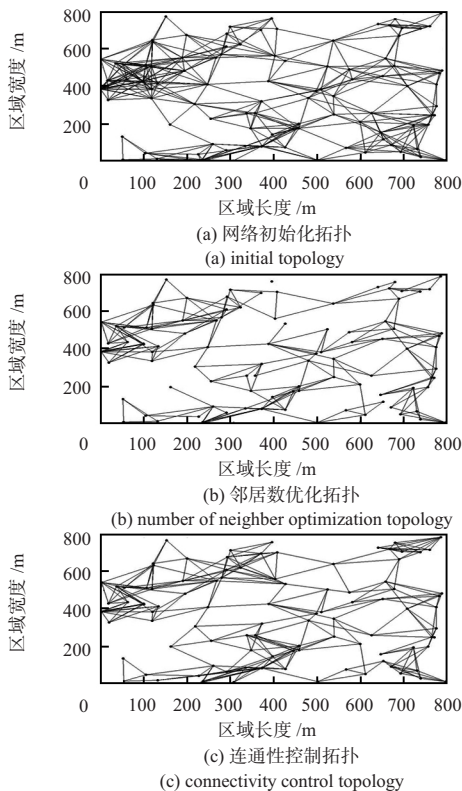 800
600
400
200
0 100 200 300 400 500 600 700 800
区域宽度 /m
区域长度 /m
(a) 网络初始化拓扑
(a) initial topology
800
600
400
200
0 100 200 300 400 500 600 700 800
区域宽度 /m
区域长度 /m
(b) 邻居数优化拓扑
(b) number of neighber optimization topology
800
600
400
200
0 100 200 300 400 500 600 700 800
区域宽度 /m
区域长度 /m
(c) 连通性控制拓扑
(c) connectivity control topology